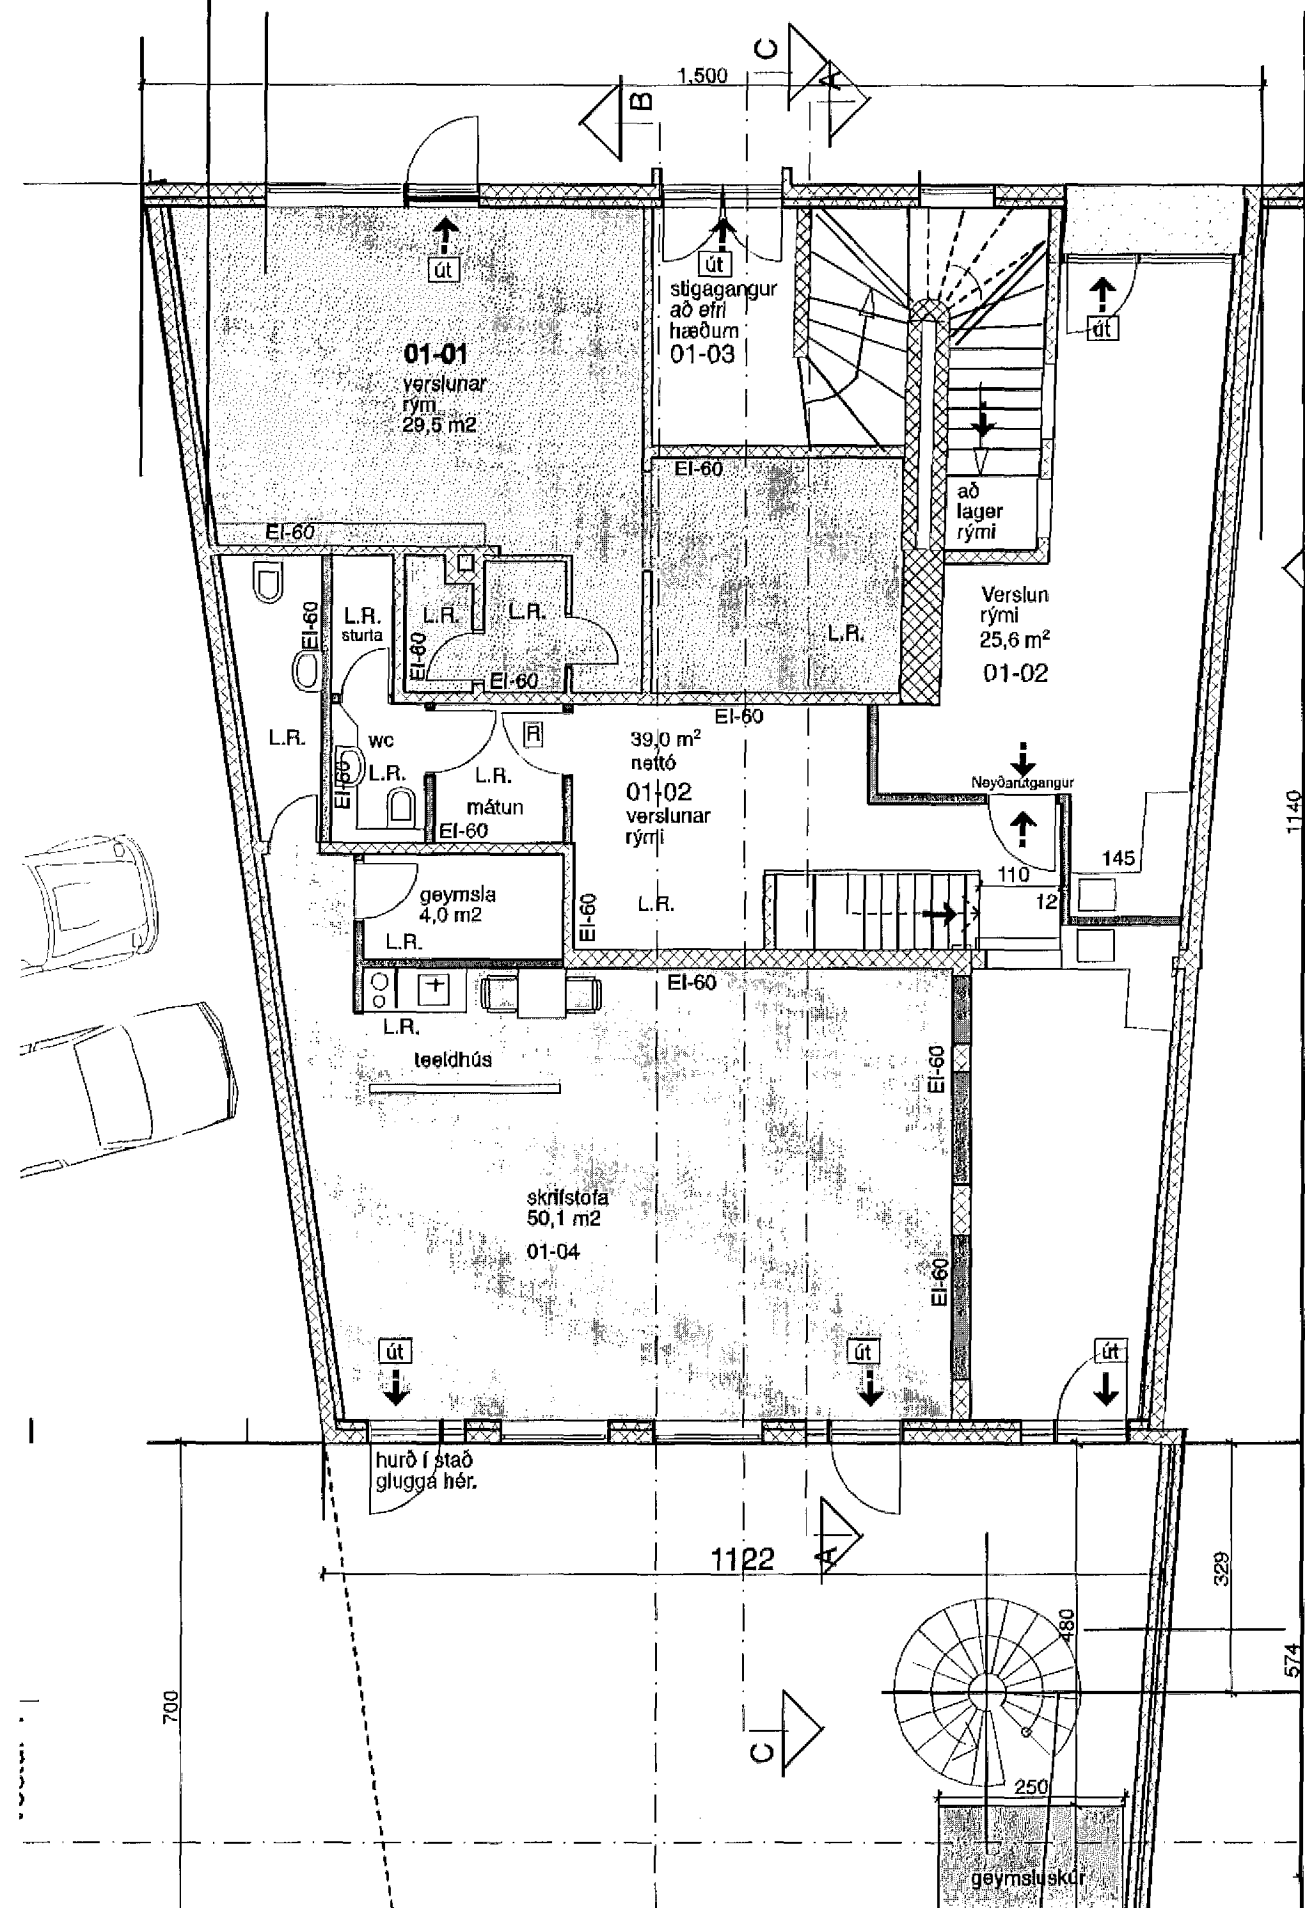 C
1,500
A
B
út
út
stigagangur
að efri
hæðum
01-03
út
01-01
verslunar
rým
29,5 m2
EI-60
að
lager
rými
EI-60
L.R.
sturta
EI-60
L.R.
EI-60
L.R.
EI-60
L.R.
Verslun
rými
25,6 m²
01-02
EI-60
L.R.
wc
L.R.
EI-60
R
L.R.
mátun
EI-60
39,0 m²
nettó
01-02
verslunar
rými
Neyðarútgangur
1140
145
110
12
geymsla
4,0 m2
L.R.
EI-60
L.R.
EI-60
L.R.
EI-60
skrifstofa
50,1 m2
01-04
EI-60
út
út
út
hurð í stað
glugga hér.
A
1122
329
480
574
700
C
250
geymsluskúr